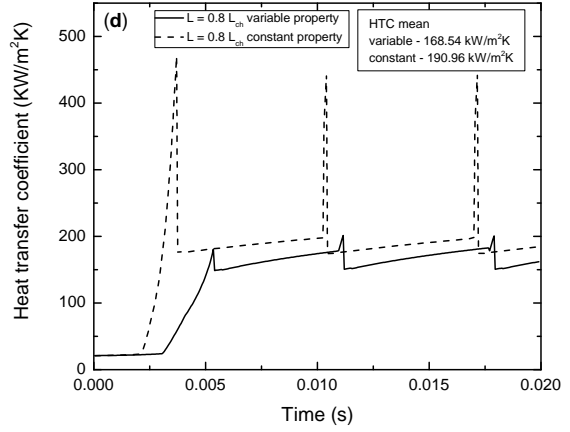 (d)
L = 0.8 Lch variable property
L = 0.8 Lch constant property
HTC mean
variable - 168.54 kW/m²K
constant - 190.96 kW/m²K
Heat transfer coefficient (KW/m²K)
500
400
300
200
100
0
0.000 0.005 0.010 0.015 0.020
Time (s)